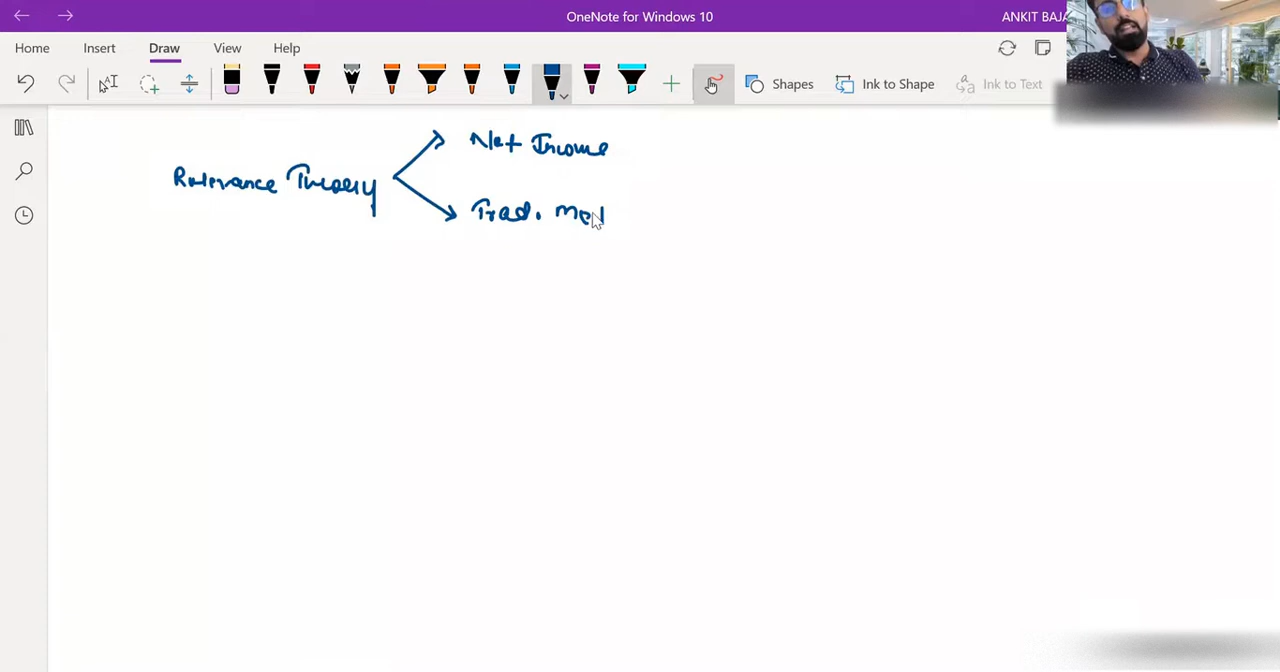 OneNote for Windows 10
ANKIT BAJA
Home Insert Draw View Help
Shapes Ink to Shape Ink to Text
Net Income
Relevance Theory
Trad. Met